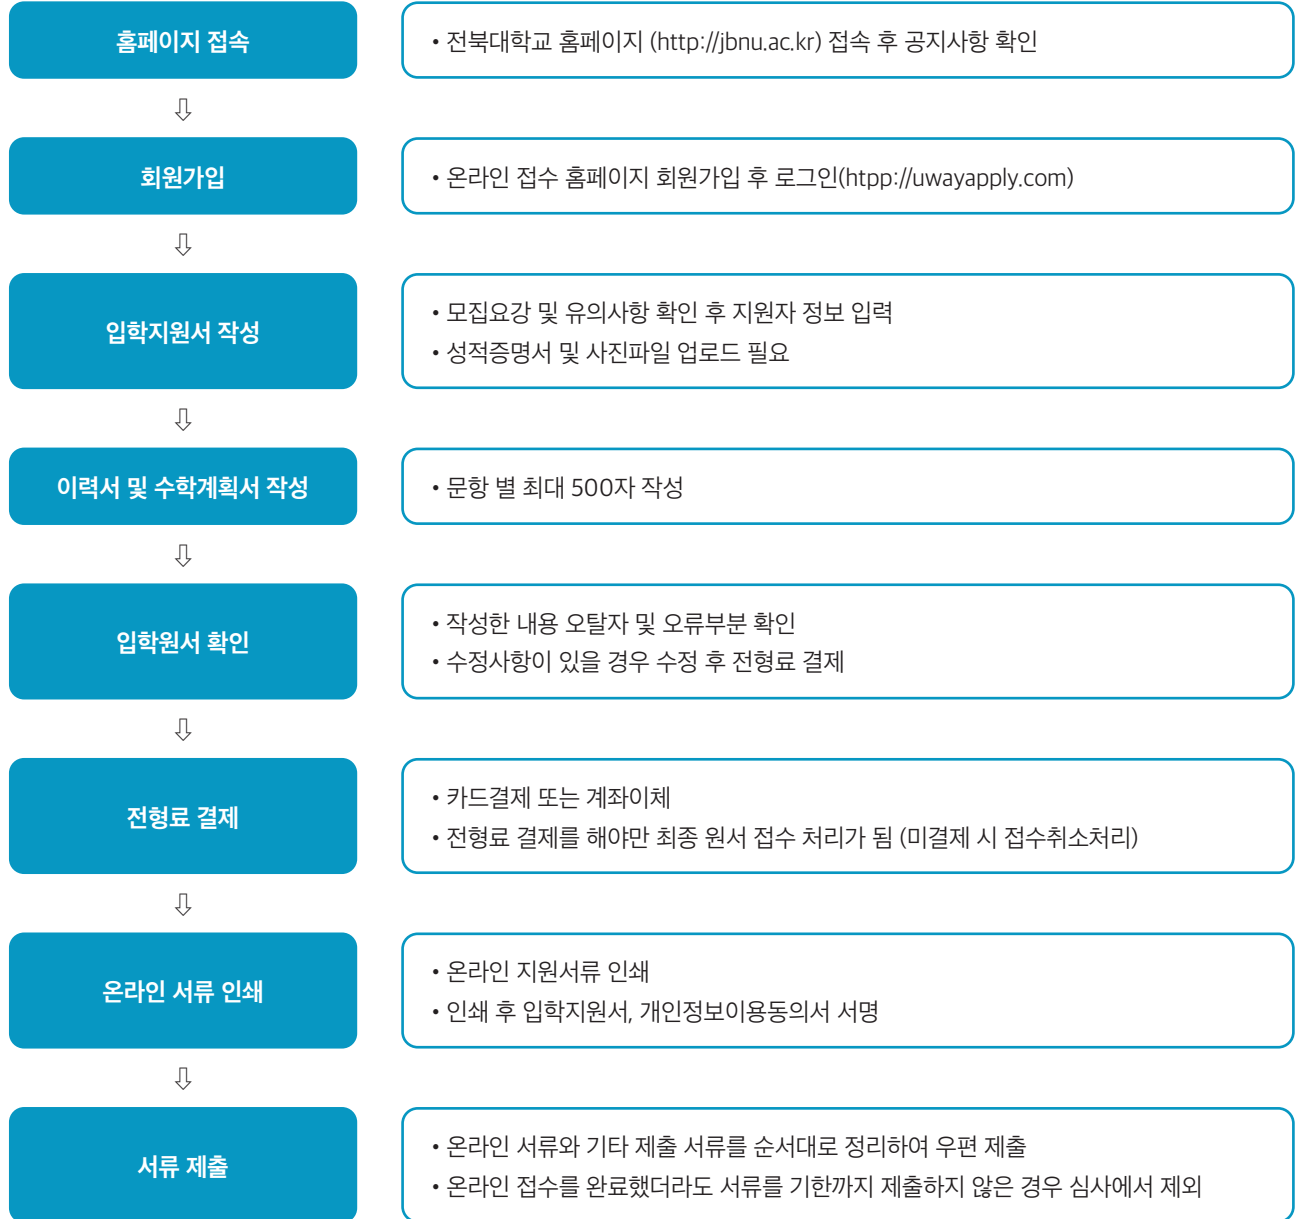 홈페이지 접속
• 전북대학교 홈페이지 (http://jbnu.ac.kr) 접속 후 공지사항 확인
⇩
회원가입
• 온라인 접수 홈페이지 회원가입 후 로그인(htpp://uwayapply.com)
⇩
입학지원서 작성
• 모집요강 및 유의사항 확인 후 지원자 정보 입력
• 성적증명서 및 사진파일 업로드 필요
⇩
이력서 및 수학계획서 작성
• 문항 별 최대 500자 작성
⇩
입학원서 확인
• 작성한 내용 오탈자 및 오류부분 확인
• 수정사항이 있을 경우 수정 후 전형료 결제
⇩
전형료 결제
• 카드결제 또는 계좌이체
• 전형료 결제를 해야만 최종 원서 접수 처리가 됨 (미결제 시 접수취소처리)
⇩
온라인 서류 인쇄
• 온라인 지원서류 인쇄
• 인쇄 후 입학지원서, 개인정보이용동의서 서명
⇩
서류 제출
• 온라인 서류와 기타 제출 서류를 순서대로 정리하여 우편 제출
• 온라인 접수를 완료했더라도 서류를 기한까지 제출하지 않은 경우 심사에서 제외